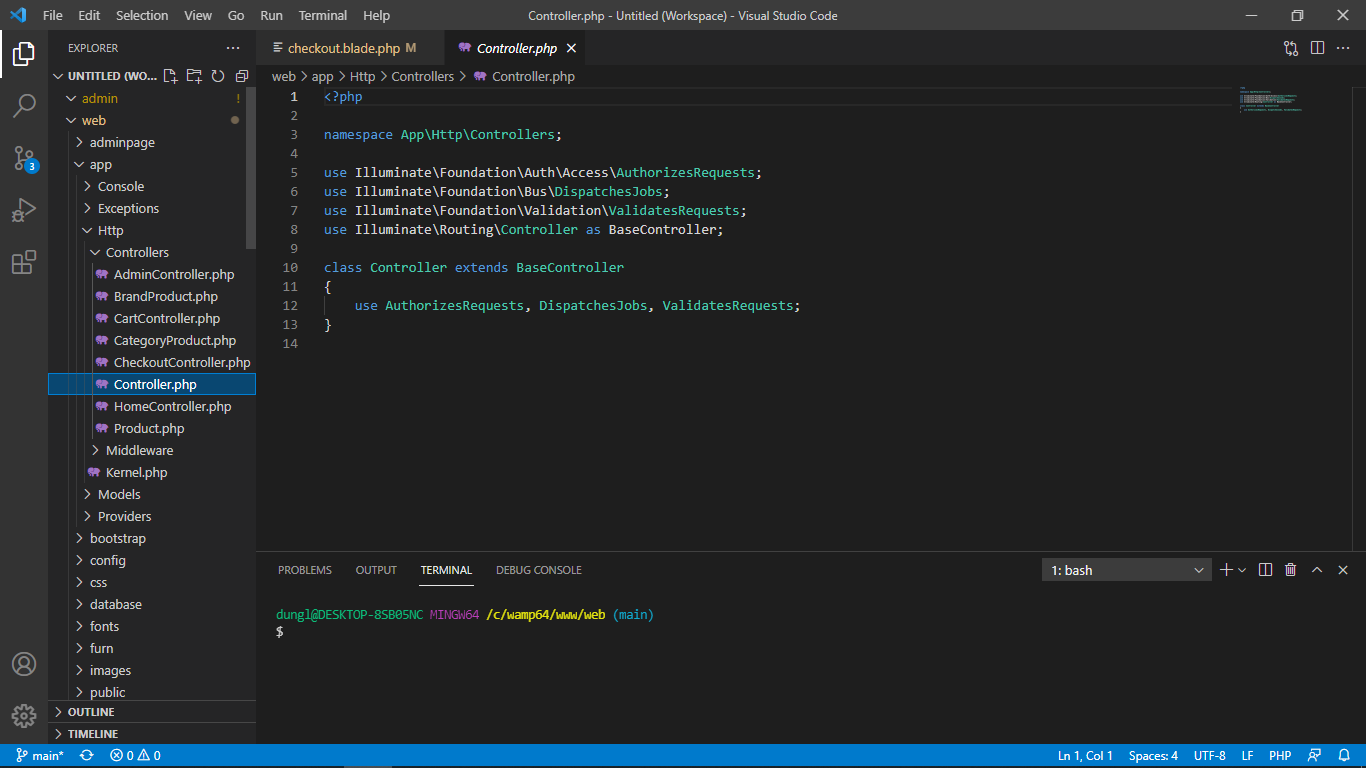 File Edit Selection View Go Run Terminal Help Controller.php - Untitled (Workspace) - Visual Studio Code
EXPLORER
UNTITLED (WO...
admin !
web
adminpage
app
Console
Exceptions
Http
Controllers
AdminController.php
BrandProduct.php
CartController.php
CategoryProduct.php
CheckoutController.php
Controller.php
HomeController.php
Product.php
Middleware
Kernel.php
Models
Providers
bootstrap
config
css
database
fonts
furn
images
public
OUTLINE
TIMELINE
3
checkout.blade.php M Controller.php
web > app > Http > Controllers > Controller.php
1 <?php
2
3 namespace App\Http\Controllers;
4
5 use Illuminate\Foundation\Auth\Access\AuthorizesRequests;
6 use Illuminate\Foundation\Bus\DispatchesJobs;
7 use Illuminate\Foundation\Validation\ValidatesRequests;
8 use Illuminate\Routing\Controller as BaseController;
9
10 class Controller extends BaseController
11 {
12 use AuthorizesRequests, DispatchesJobs, ValidatesRequests;
13 }
14
PROBLEMS OUTPUT TERMINAL DEBUG CONSOLE 1: bash
dungl@DESKTOP-8SB05NC MINGW64 /c/wamp64/www/web (main)
$
main* 0 0 Ln 1, Col 1 Spaces: 4 UTF-8 LF PHP